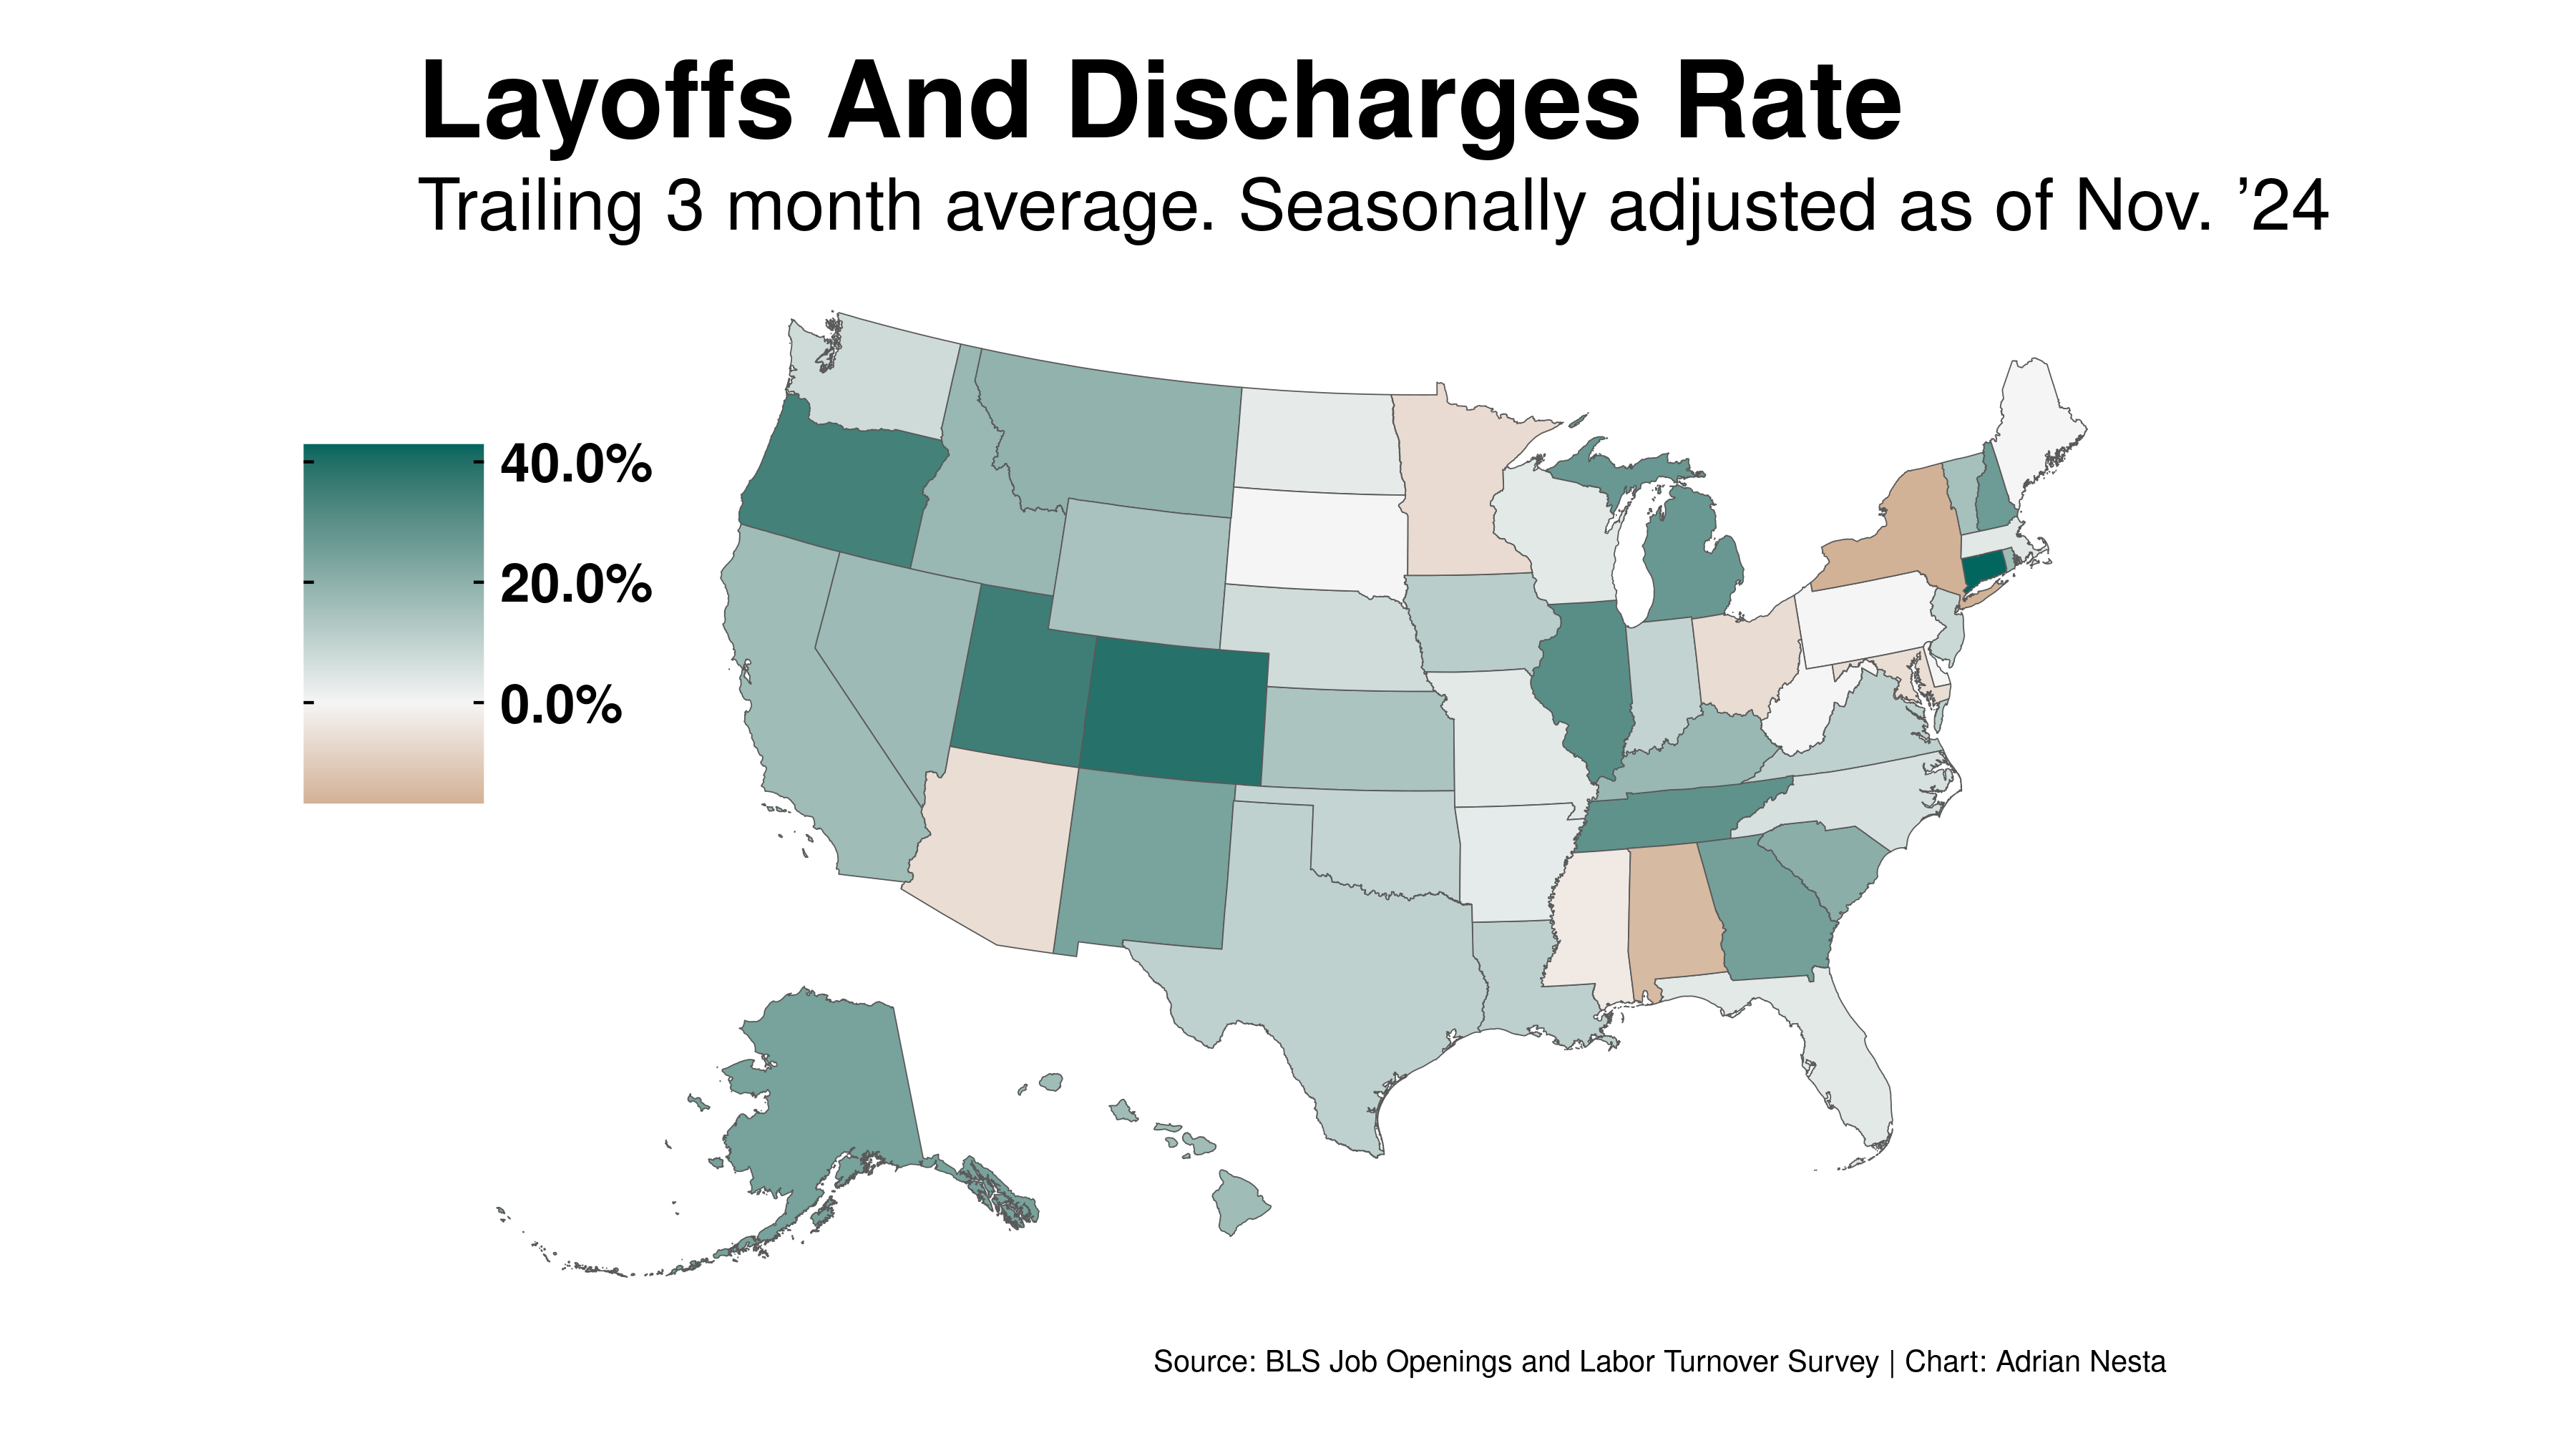 Layoffs And Discharges Rate
Trailing 3 month average. Seasonally adjusted as of Nov. ’24
40.0%
20.0%
0.0%
Source: BLS Job Openings and Labor Turnover Survey | Chart: Adrian Nesta